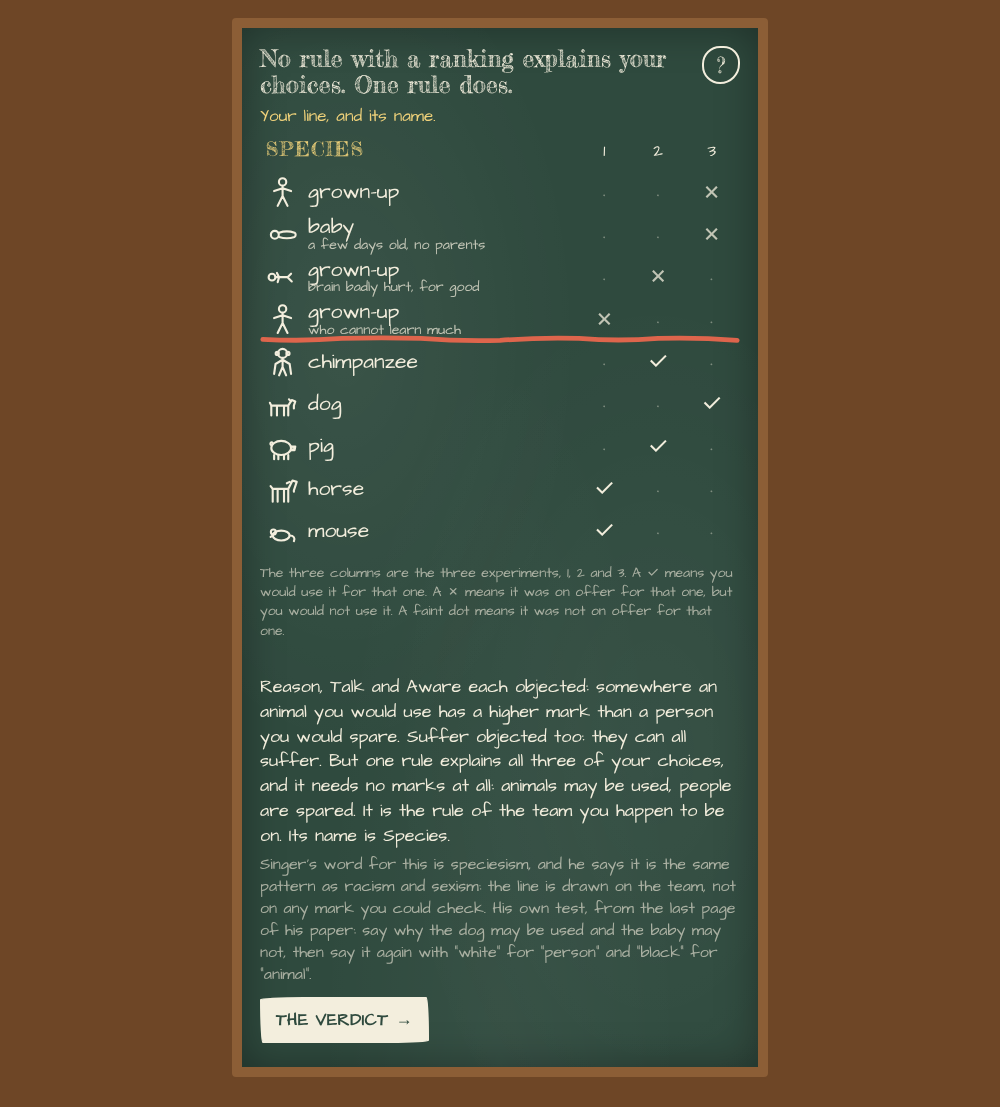 No rule with a ranking explains your
choices. One rule does.
?
Your line, and its name.
SPECIES 1 2 3
grown-up · · ×
baby · · ×
a few days old, no parents
grown-up · × ·
brain badly hurt, for good
grown-up × · ·
who cannot learn much
chimpanzee · ✓ ·
dog · · ✓
pig · ✓ ·
horse ✓ · ·
mouse ✓ · ·
The three columns are the three experiments, 1, 2 and 3. A ✓ means you
would use it for that one. A × means it was on offer for that one, but
you would not use it. A faint dot means it was not on offer for that
one.
Reason, Talk and Aware each objected: somewhere an
animal you would use has a higher mark than a person
you would spare. Suffer objected too: they can all
suffer. But one rule explains all three of your choices,
and it needs no marks at all: animals may be used, people
are spared. It is the rule of the team you happen to be
on. Its name is Species.
Singer's word for this is speciesism, and he says it is the same
pattern as racism and sexism: the line is drawn on the team, not
on any mark you could check. His own test, from the last page
of his paper: say why the dog may be used and the baby may
not, then say it again with "white" for "person" and "black" for
"animal".
THE VERDICT →